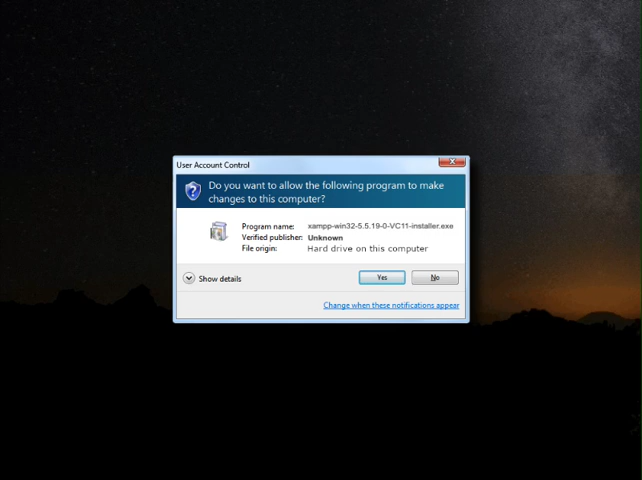 User Account Control
Do you want to allow the following program to make
changes to this computer?
Program name: xampp-win32-5.5.19-0-VC11-installer.exe
Verified publisher: Unknown
File origin: Hard drive on this computer
Show details
Yes
No
Change when these notifications appear